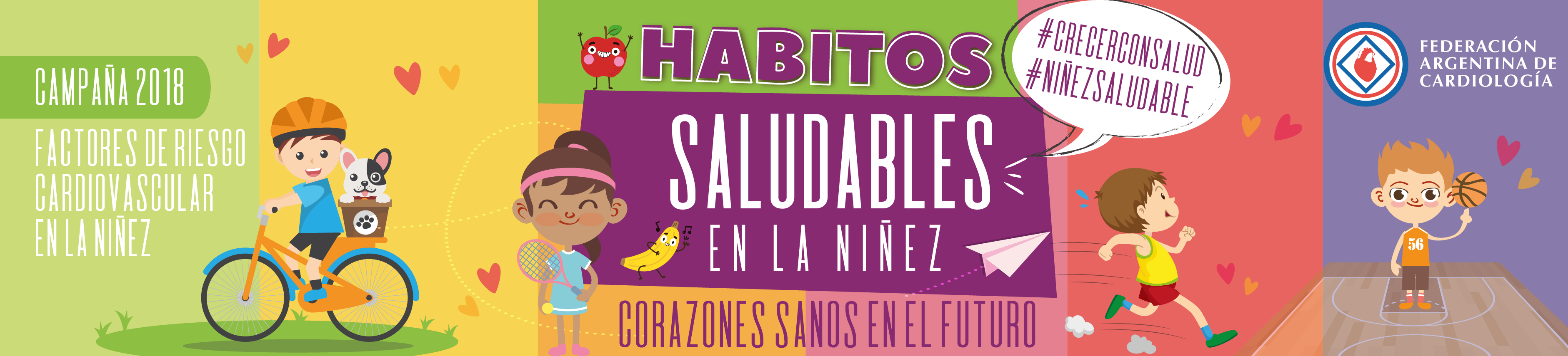 CAMPAÑA 2018
FACTORES DE RIESGO
CARDIOVASCULAR
EN LA NIÑEZ
HABITOS
SALUDABLES
EN LA NIÑEZ
CORAZONES SANOS EN EL FUTURO
#CRECERCONSALUD
#NIÑEZSALUDABLE
FEDERACIÓN
ARGENTINA DE
CARDIOLOGÍA
56